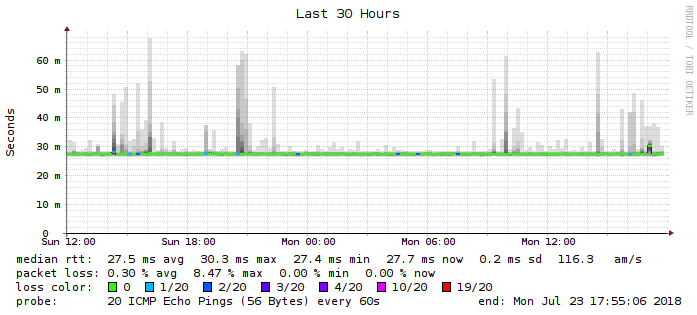 Last 30 Hours
RRDTOOL / TOBI OETIKER
Seconds
60 m
50 m
40 m
30 m
20 m
10 m
0
Sun 12:00 Sun 18:00 Mon 00:00 Mon 06:00 Mon 12:00
median rtt: 27.5 ms avg 30.3 ms max 27.4 ms min 27.7 ms now 0.2 ms sd 116.3 am/s
packet loss: 0.30 % avg 8.47 % max 0.00 % min 0.00 % now
loss color: 0 1/20 2/20 3/20 4/20 10/20 19/20
probe: 20 ICMP Echo Pings (56 Bytes) every 60s end: Mon Jul 23 17:55:06 2018